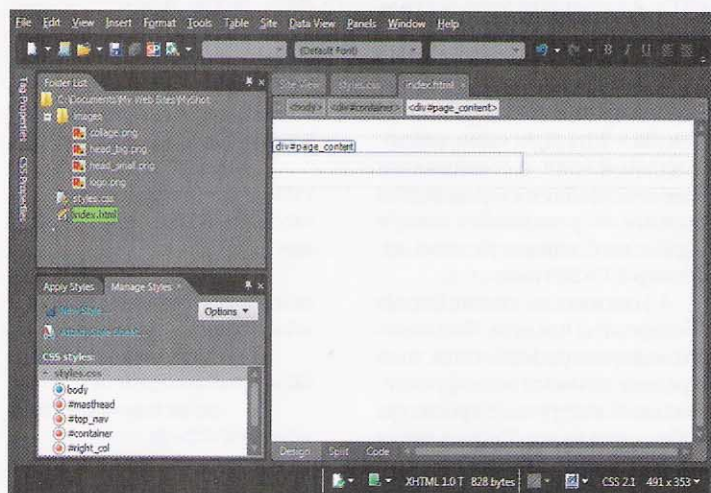 File Edit View Insert Format Tools Table Site Data View Panels Window Help
(Default Font)
B I U
Tag Properties
CSS Properties
Folder List
C:\Documents\My Web Sites\MyShot
images
collage.png
head_big.png
head_small.png
logo.png
styles.css
index.html
Site View styles.css index.html
<body> <div#container> <div#page_content>
div#page_content
Apply Styles Manage Styles
New Style...
Attach Style Sheet...
Options
CSS styles:
styles.css
body
#masthead
#top_nav
#container
#right_col
Design Split Code
XHTML 1.0 T 828 bytes CSS 2.1 491 x 353